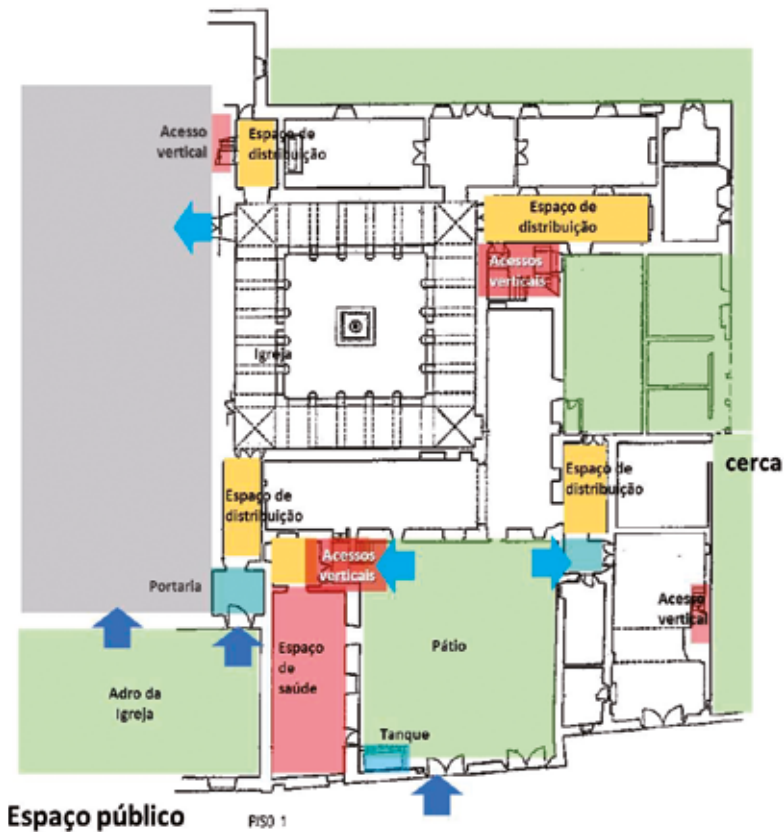 Acesso
vertical
Espaço de
distribuição
Espaço de
distribuição
Acessos
verticais
Igreja
cerca
Espaço de
distribuição
Espaço de
distribuição
Portaria
Acessos
verticais
Acesso
vertical
Espaço
de
saúde
Pátio
Adro da
Igreja
Tanque
Espaço público
PISO 1